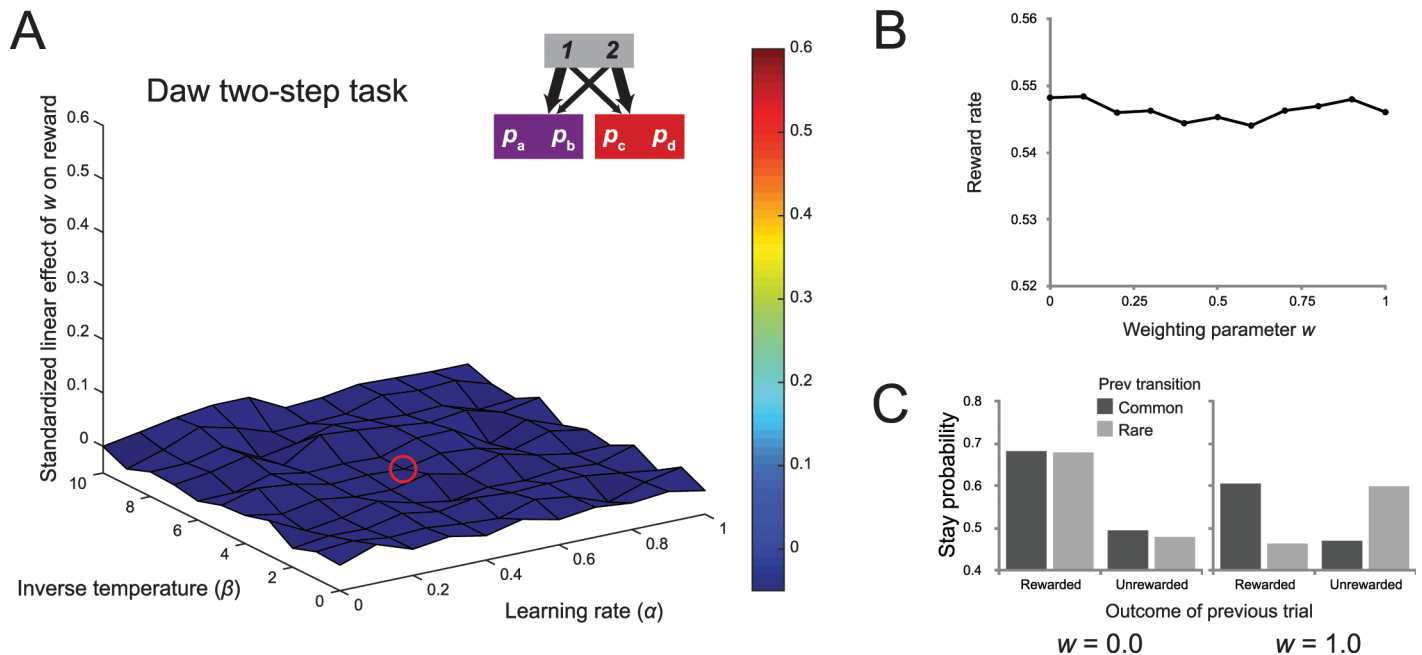 A
Daw two-step task
1 2
p_a p_b p_c p_d
Standardized linear effect of w on reward
0.6
0.5
0.4
0.3
0.2
0.1
0
10
8
6
4
2
0
Inverse temperature (β)
0
0.2
0.4
0.6
0.8
1
Learning rate (α)
0.6
0.5
0.4
0.3
0.2
0.1
0
B
Reward rate
0.56
0.55
0.54
0.53
0.52
0 0.25 0.5 0.75 1
Weighting parameter w
C
Stay probability
0.8
0.7
0.6
0.5
0.4
Prev transition
Common
Rare
Rewarded Unrewarded Rewarded Unrewarded
Outcome of previous trial
w = 0.0 w = 1.0